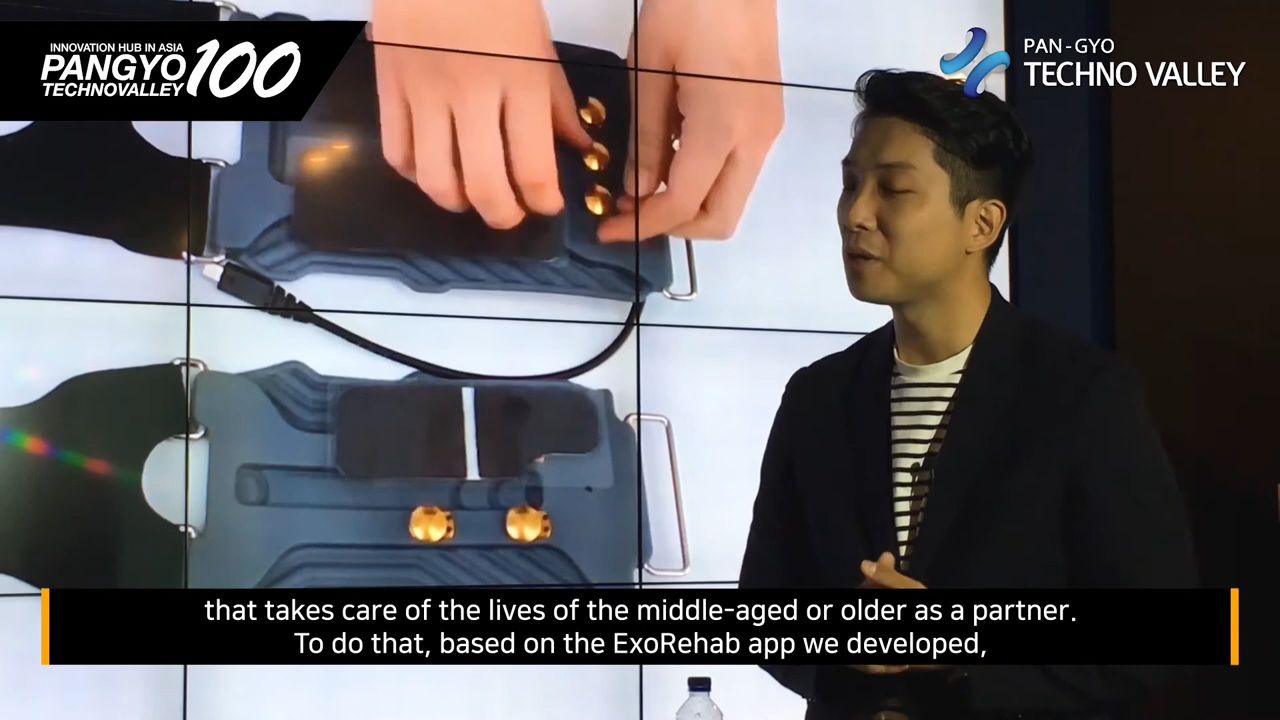 INNOVATION HUB IN ASIA
PANGYO 100
TECHNOVALLEY
PAN-GYO
TECHNO VALLEY
that takes care of the lives of the middle-aged or older as a partner.
To do that, based on the ExoRehab app we developed,